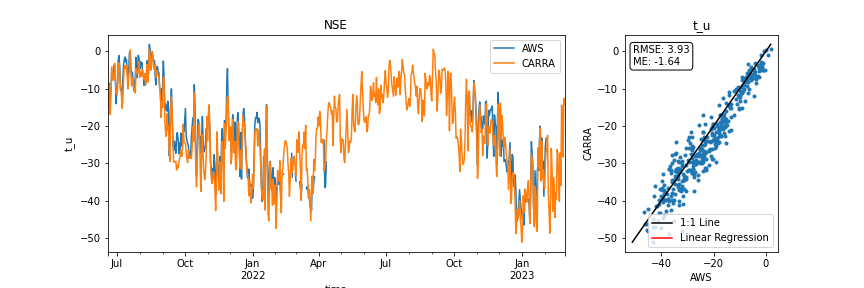 NSE
t_u
0
−10
−20
−30
−40
−50
AWS
CARRA
Jul
Oct
Jan
2022
Apr
Jul
Oct
Jan
2023
time
t_u
CARRA
0
−10
−20
−30
−40
−50
RMSE: 3.93
ME: -1.64
1:1 Line
Linear Regression
−40
−20
0
AWS